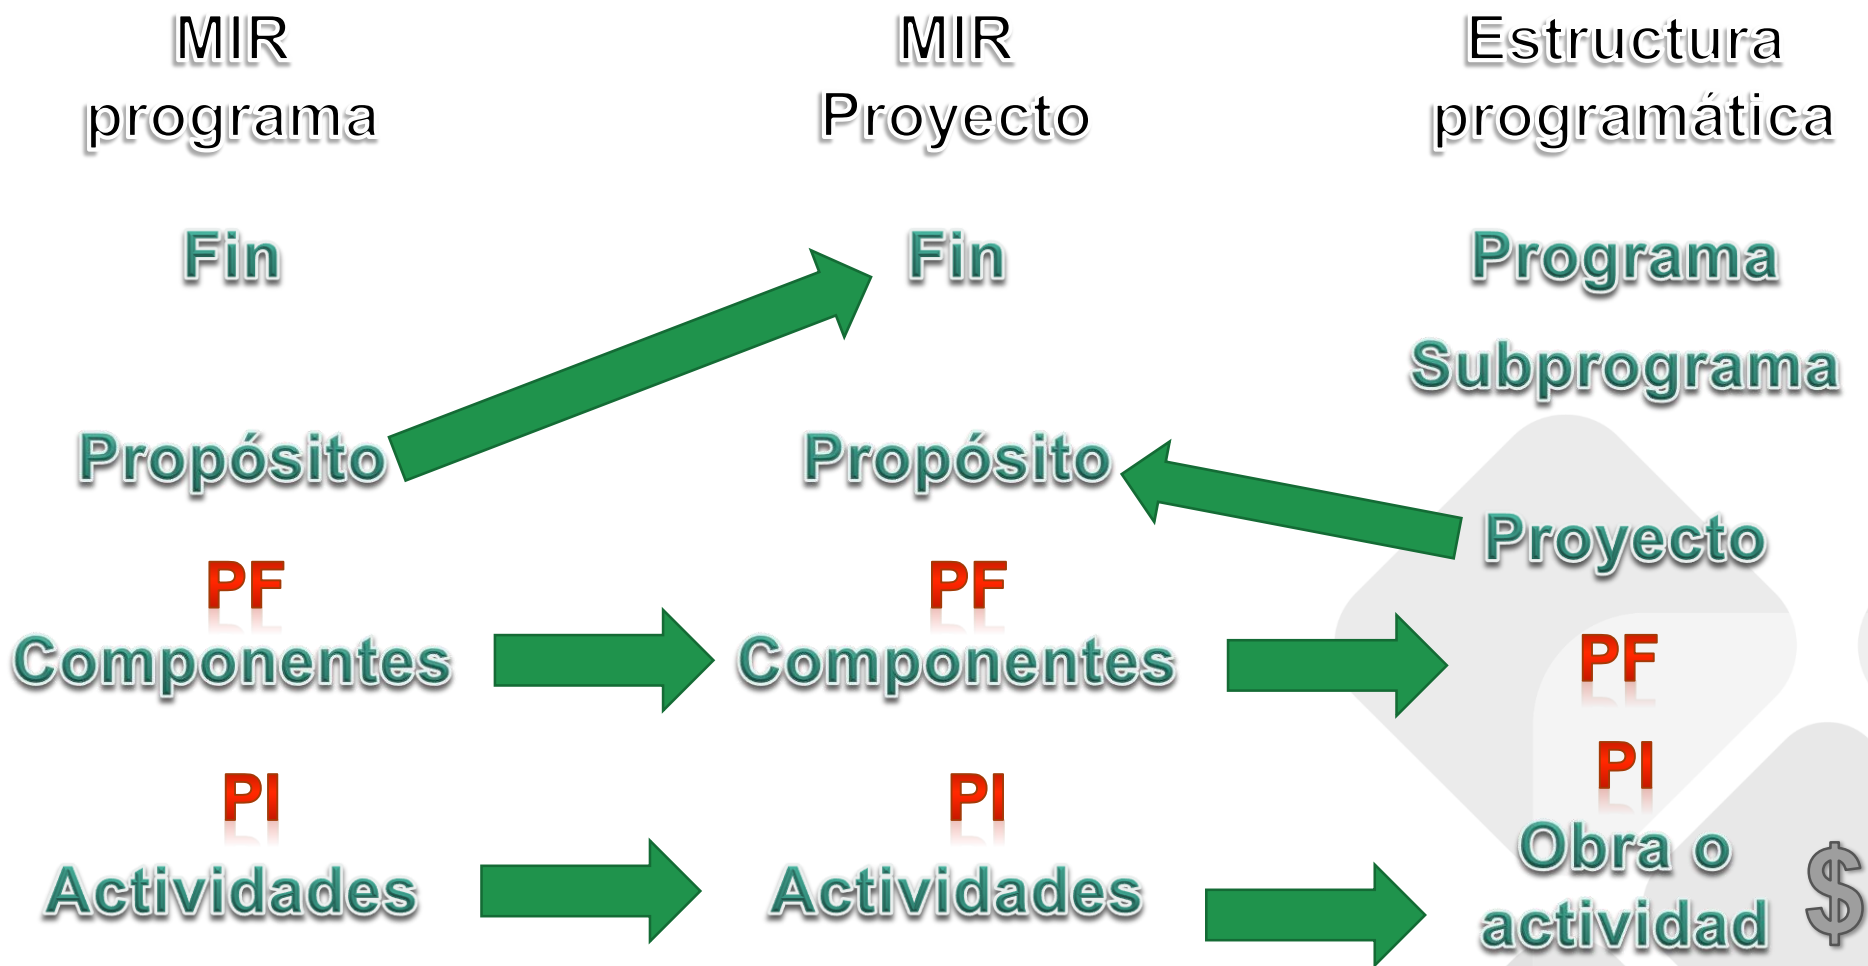 MIR
programa
MIR
Proyecto
Estructura
programática
Fin
Fin
Programa
Subprograma
Propósito
Propósito
Proyecto
PF
PF
PF
Componentes
Componentes
PI
PI
PI
Actividades
Actividades
Obra o
actividad
$